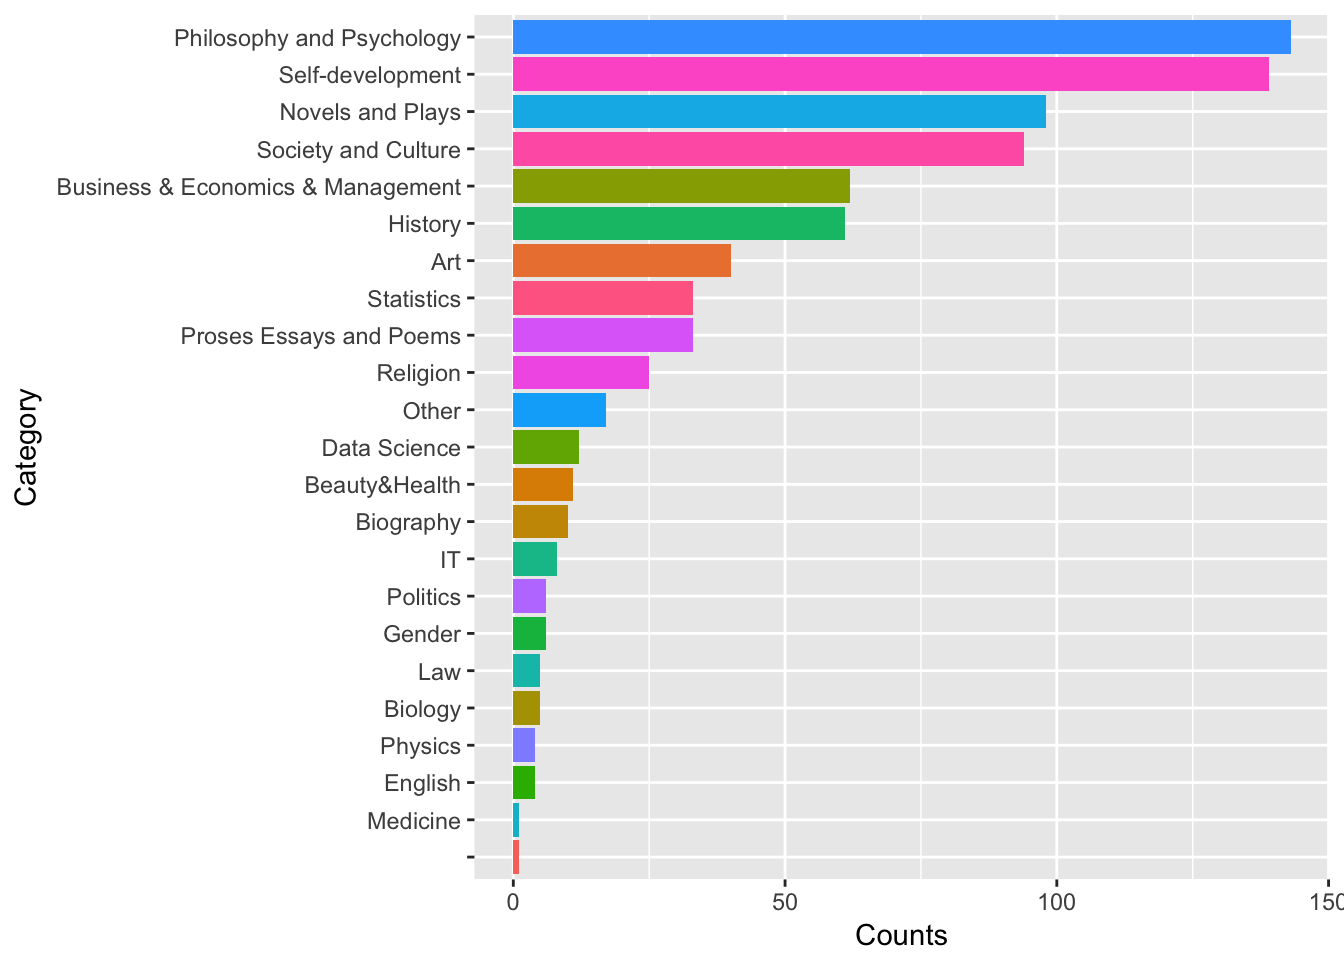 Philosophy and Psychology
Self-development
Novels and Plays
Society and Culture
Business & Economics & Management
History
Art
Statistics
Proses Essays and Poems
Religion
Other
Data Science
Beauty&Health
Biography
IT
Politics
Gender
Law
Biology
Physics
English
Medicine
Category
0 50 100 150
Counts